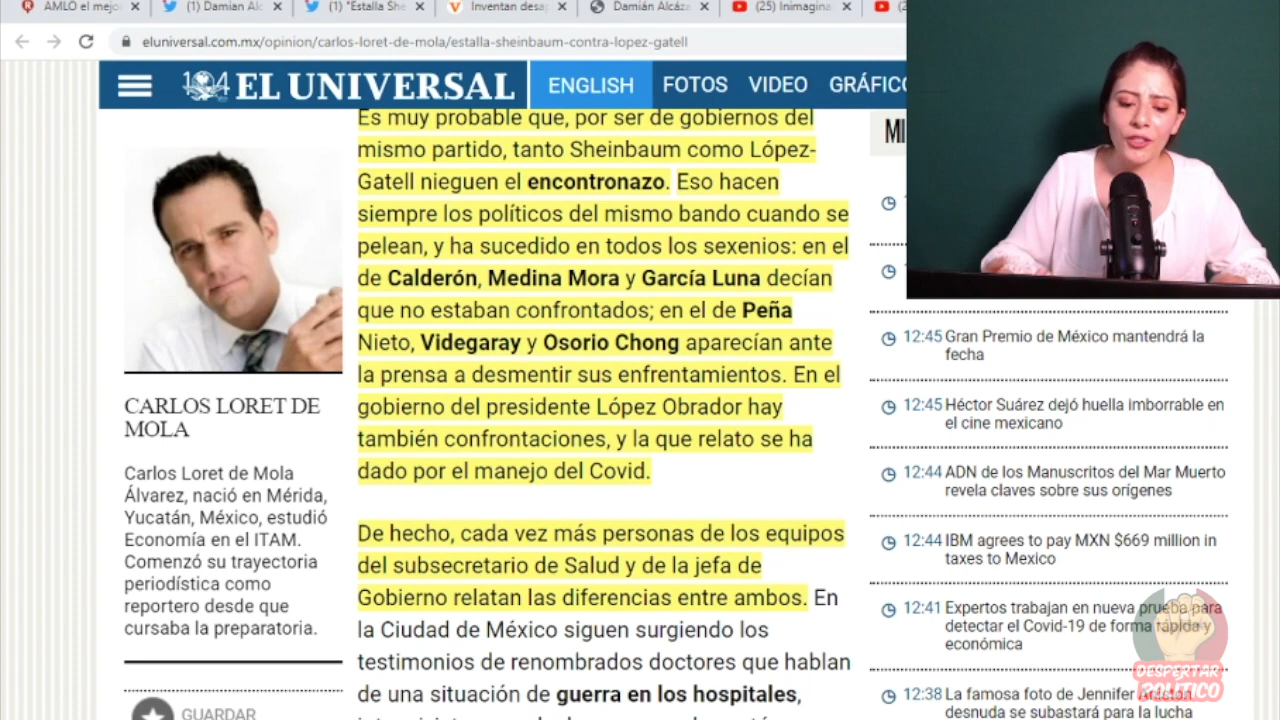 AMLO el mejo
(1) Damian Alc
(1) "Estalla She
Inventan desap
Damián Alcáza
(25) Inimagina
eluniversal.com.mx/opinion/carlos-loret-de-mola/estalla-sheinbaum-contra-lopez-gatell
104 EL UNIVERSAL
ENGLISH
FOTOS
VIDEO
GRÁFICO
Es muy probable que, por ser de gobiernos del
mismo partido, tanto Sheinbaum como López-
Gatell nieguen el encontronazo. Eso hacen
siempre los políticos del mismo bando cuando se
pelean, y ha sucedido en todos los sexenios: en el
de Calderón, Medina Mora y García Luna decían
que no estaban confrontados; en el de Peña
Nieto, Videgaray y Osorio Chong aparecían ante
la prensa a desmentir sus enfrentamientos. En el
gobierno del presidente López Obrador hay
también confrontaciones, y la que relato se ha
dado por el manejo del Covid.
De hecho, cada vez más personas de los equipos
del subsecretario de Salud y de la jefa de
Gobierno relatan las diferencias entre ambos. En
la Ciudad de México siguen surgiendo los
testimonios de renombrados doctores que hablan
de una situación de guerra en los hospitales,
CARLOS LORET DE
MOLA
Carlos Loret de Mola
Álvarez, nació en Mérida,
Yucatán, México, estudió
Economía en el ITAM.
Comenzó su trayectoria
periodística como
reportero desde que
cursaba la preparatoria.
GUARDAR
MI
12:45 Gran Premio de México mantendrá la
fecha
12:45 Héctor Suárez dejó huella imborrable en
el cine mexicano
12:44 ADN de los Manuscritos del Mar Muerto
revela claves sobre sus orígenes
12:44 IBM agrees to pay MXN $669 million in
taxes to Mexico
12:41 Expertos trabajan en nueva prueba para
detectar el Covid-19 de forma rápida y
económica
12:38 La famosa foto de Jennifer Aniston
desnuda se subastará para la lucha
DESPERTAR
POLÍTICO